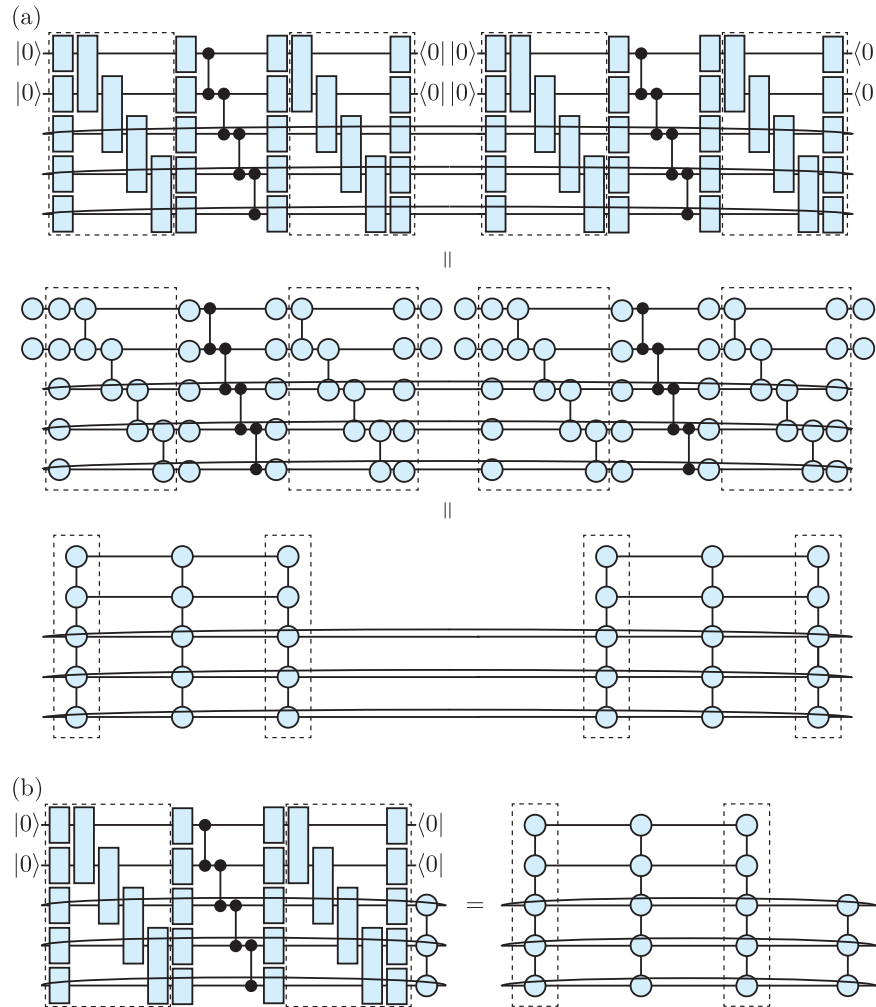 (a)
|0⟩ ⟨0| |0⟩ ⟨0
|0⟩ ⟨0| |0⟩ ⟨0
=
=
(b)
|0⟩ ⟨0|
|0⟩ ⟨0|
=